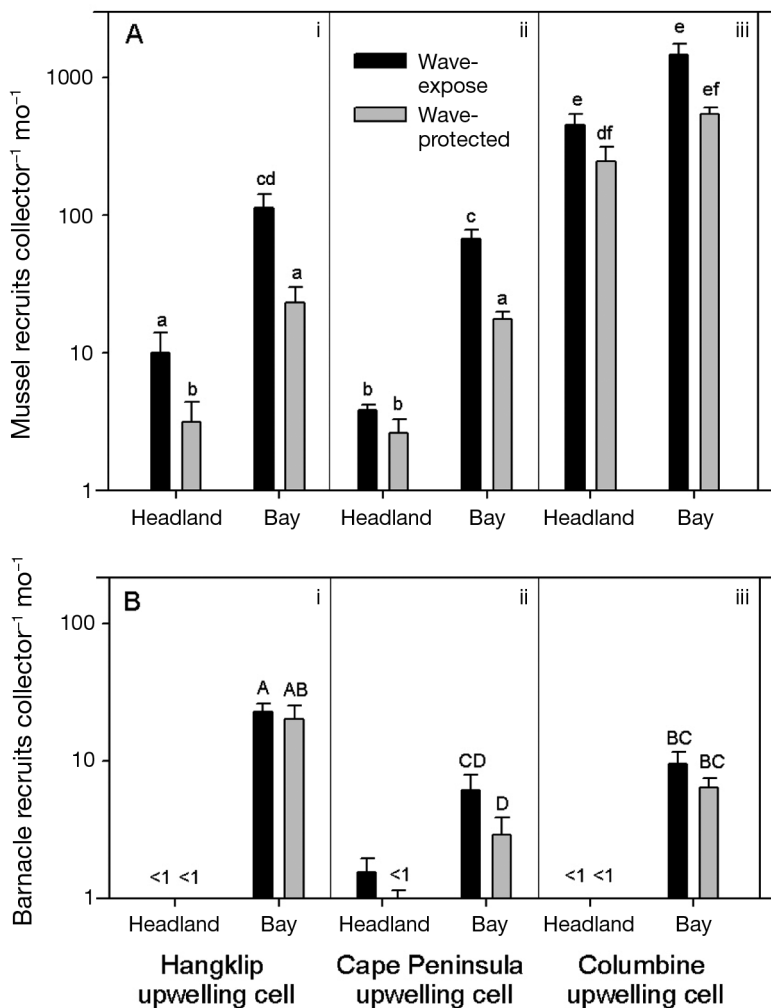 A
i
ii
iii
Wave-
expose
Wave-
protected
Mussel recruits collector⁻¹ mo⁻¹
1000
100
10
1
a
b
cd
a
b
b
c
a
e
df
e
ef
Headland Bay Headland Bay Headland Bay
B
i
ii
iii
Barnacle recruits collector⁻¹ mo⁻¹
100
10
1
<1 <1
A AB
<1
CD D
<1 <1
BC BC
Headland Bay Headland Bay Headland Bay
Hangklip
upwelling cell
Cape Peninsula
upwelling cell
Columbine
upwelling cell